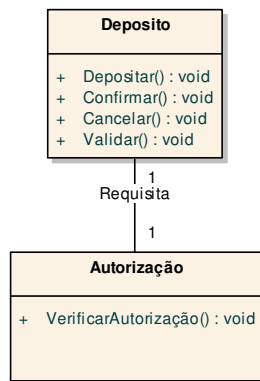 Deposito
+ Depositar() : void
+ Confirmar() : void
+ Cancelar() : void
+ Validar() : void
1
Requisita
1
Autorização
+ VerificarAutorização() : void